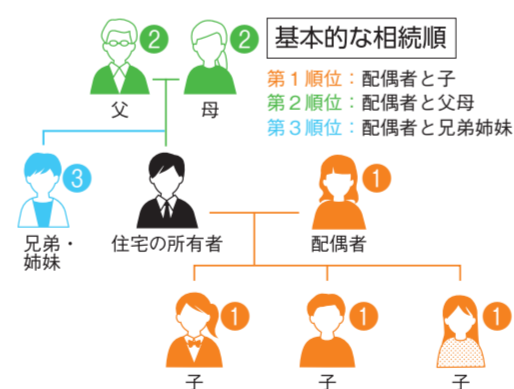 ② ② 基本的な相続順
第1順位：配偶者と子
第2順位：配偶者と父母
第3順位：配偶者と兄弟姉妹
父 母
③ ①
兄弟・
姉妹
住宅の所有者 配偶者
① ① ①
子 子 子